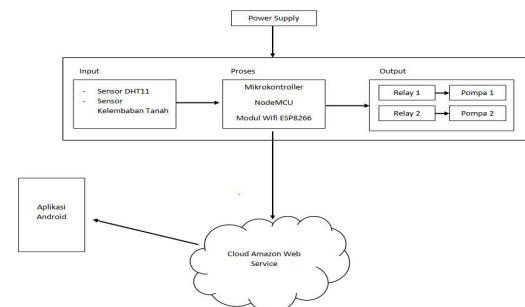 Power Supply
Input
- Sensor DHT11
- Sensor
Kelembaban Tanah
Proses
Mikrokontroller
NodeMCU
Modul Wifi ESP8266
Output
Relay 1
Pompa 1
Relay 2
Pompa 2
Aplikasi
Android
Cloud Amazon Web
Service